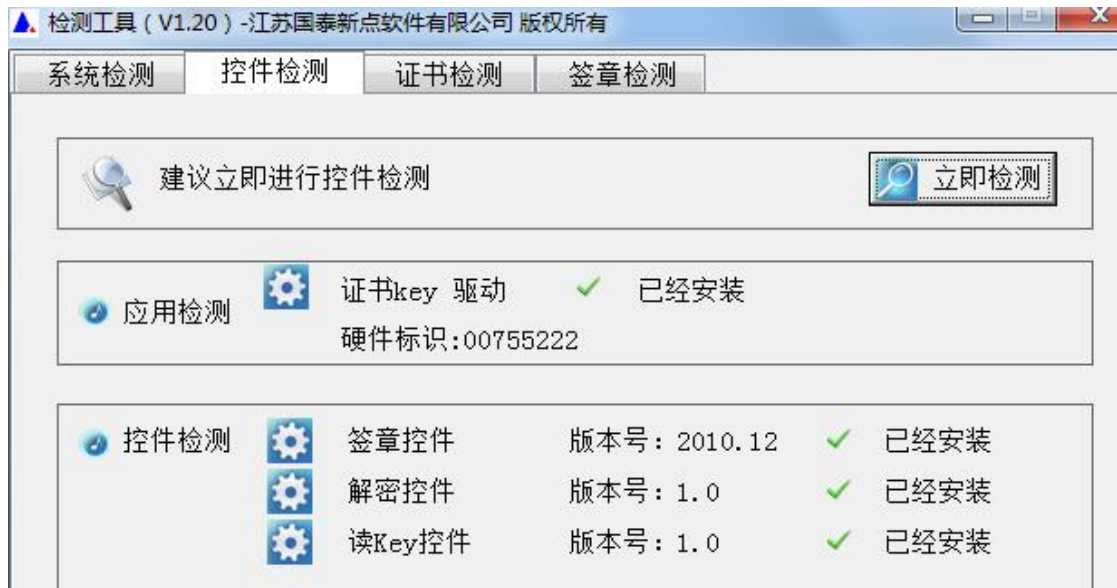 检测工具（V1.20）-江苏国泰新点软件有限公司 版权所有
系统检测 控件检测 证书检测 签章检测
建议立即进行控件检测 立即检测
应用检测 证书key 驱动 已经安装
硬件标识:00755222
控件检测 签章控件 版本号：2010.12 已经安装
解密控件 版本号：1.0 已经安装
读Key控件 版本号：1.0 已经安装